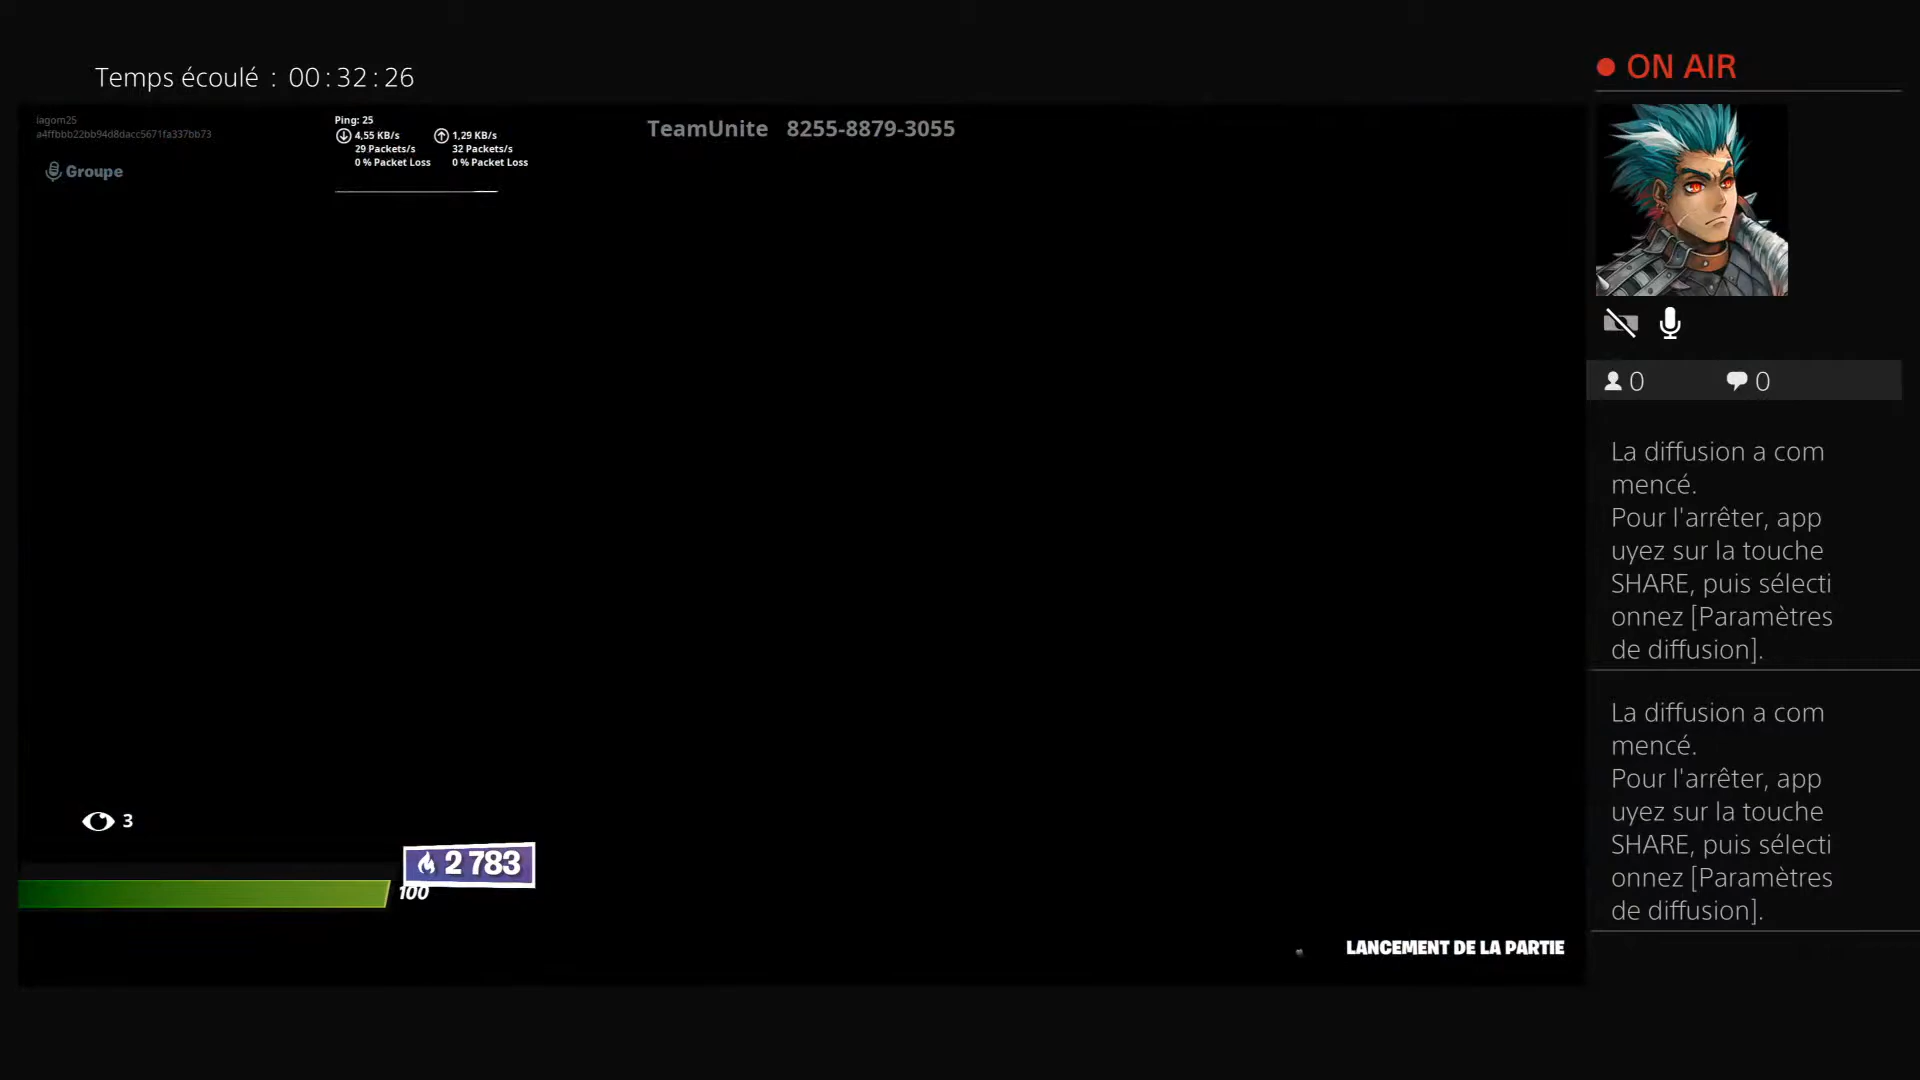 Temps écoulé : 00:32:26
ON AIR
iagom25
a4ffbbb22bb94d8dacc5671fa337bb73
Groupe
Ping: 25
4,55 KB/s 1,29 KB/s
29 Packets/s 32 Packets/s
0 % Packet Loss 0 % Packet Loss
TeamUnite 8255-8879-3055
0 0
La diffusion a com
mencé.
Pour l'arrêter, app
uyez sur la touche
SHARE, puis sélecti
onnez [Paramètres
de diffusion].
La diffusion a com
mencé.
Pour l'arrêter, app
uyez sur la touche
SHARE, puis sélecti
onnez [Paramètres
de diffusion].
3
2 783
100
LANCEMENT DE LA PARTIE